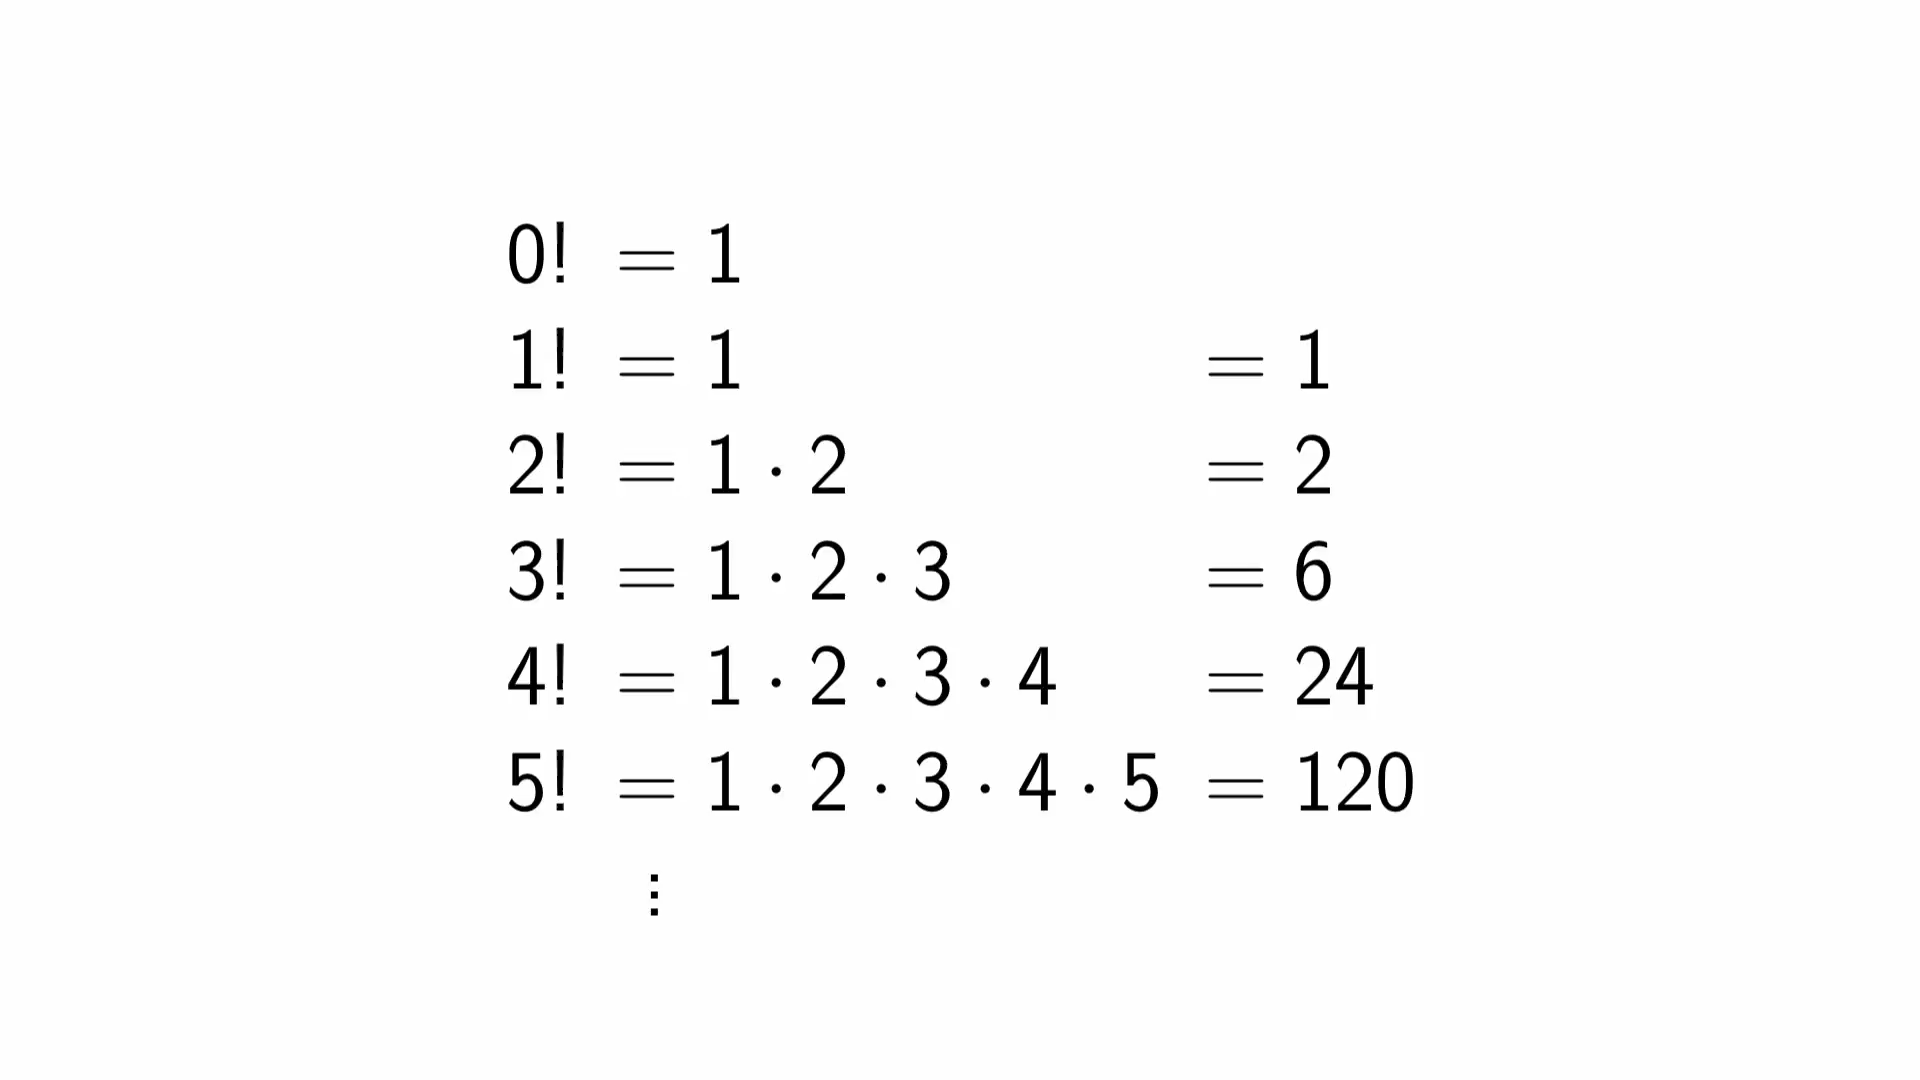 0! = 1
1! = 1 = 1
2! = 1 · 2 = 2
3! = 1 · 2 · 3 = 6
4! = 1 · 2 · 3 · 4 = 24
5! = 1 · 2 · 3 · 4 · 5 = 120
⋮